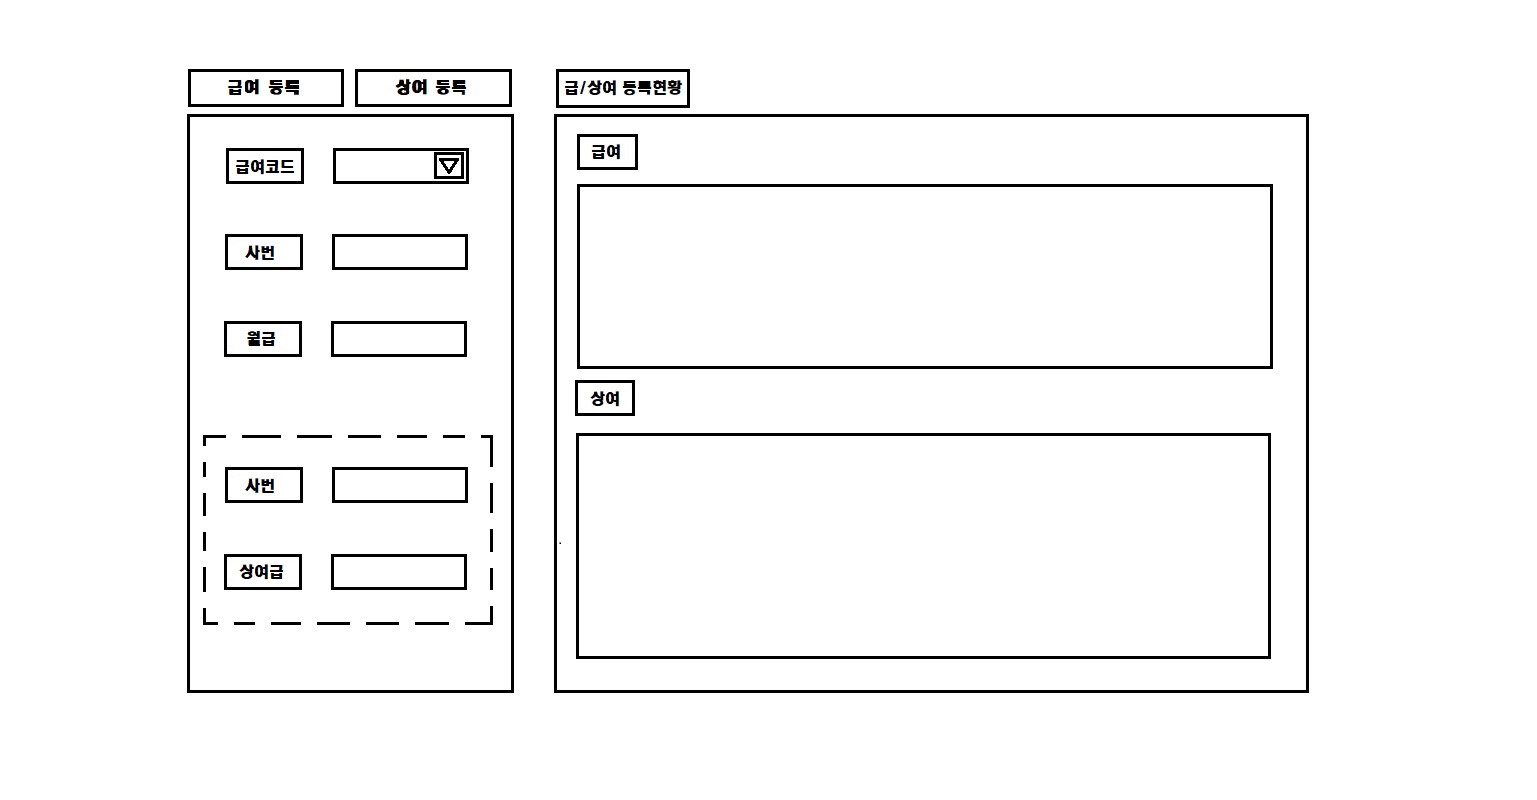 급여 등록
상여 등록
급여코드
사번
월급
사번
상여급
급/상여 등록현황
급여
상여